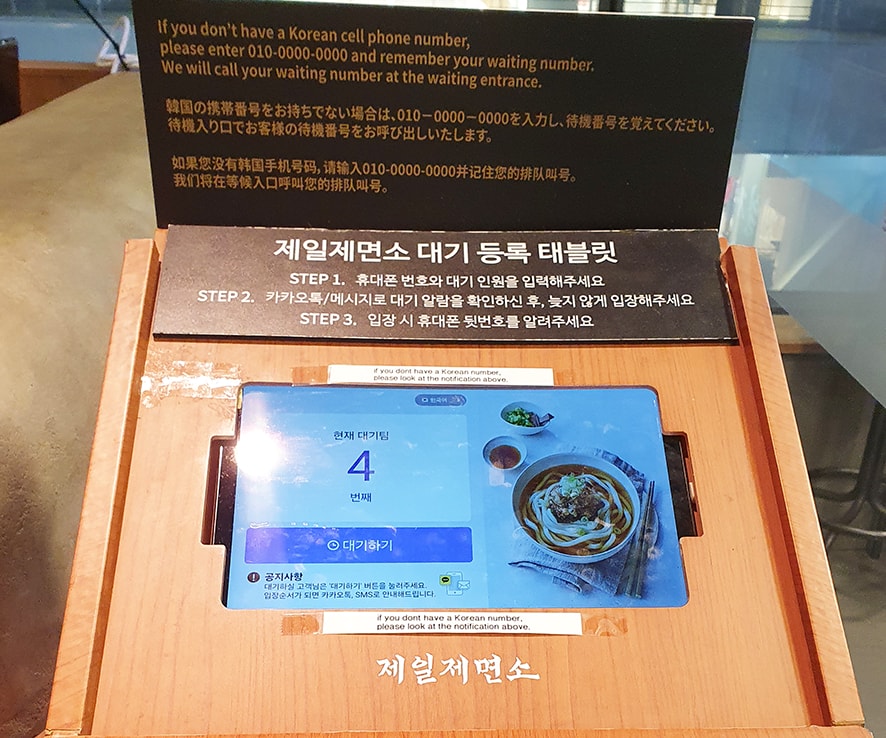 If you don't have a Korean cell phone number,
please enter 010-0000-0000 and remember your waiting number.
We will call your waiting number at the waiting entrance.
韓国の携帯番号をお持ちでない場合は、010－0000－0000を入力し、待機番号を覚えてください。
待機入り口でお客様の待機番号をお呼び出しいたします。
如果您没有韩国手机号码，请输入010-0000-0000并记住您的排队叫号。
我们将在等候入口呼叫您的排队叫号。
제일제면소 대기 등록 태블릿
STEP 1. 휴대폰 번호와 대기 인원을 입력해주세요
STEP 2. 카카오톡/메시지로 대기 알람을 확인하신 후, 늦지 않게 입장해주세요
STEP 3. 입장 시 휴대폰 뒷번호를 알려주세요
if you dont have a Korean number,
please look at the notification above.
한국어
현재 대기팀
4
번째
대기하기
공지사항
대기하실 고객님은 '대기하기' 버튼을 눌러주세요.
입장순서가 되면 카카오톡, SMS로 안내해드립니다.
if you dont have a Korean number,
please look at the notification above.
제일제면소